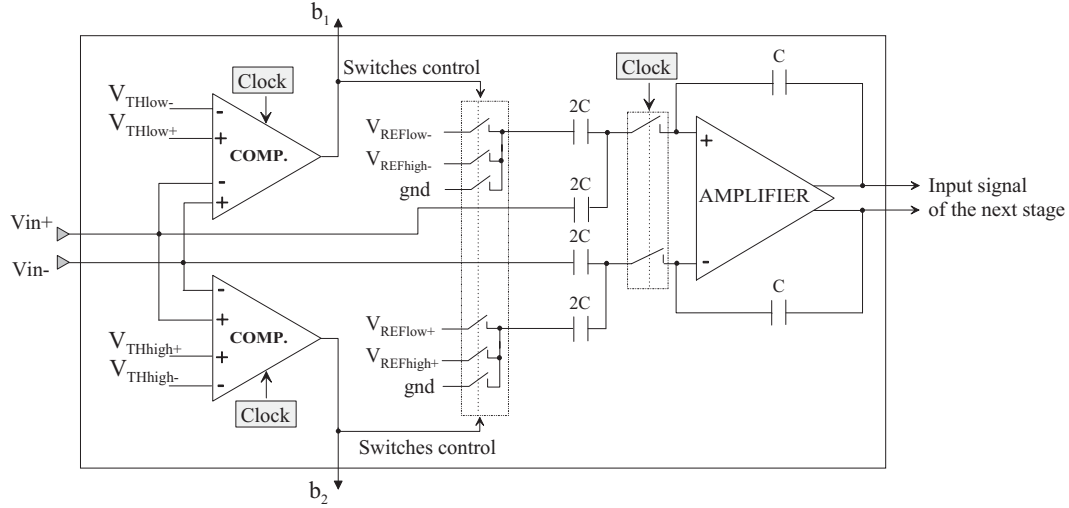 b1
Clock
Switches control
Clock
C
VTHlow-
-
VTHlow+
+
COMP.
-
+
VREFlow-
VREFhigh-
gnd
2C
2C
+
AMPLIFIER
-
Input signal
of the next stage
Vin+
Vin-
2C
2C
C
-
+
COMP.
VTHhigh+
+
VTHhigh-
-
Clock
VREFlow+
VREFhigh+
gnd
Switches control
b2